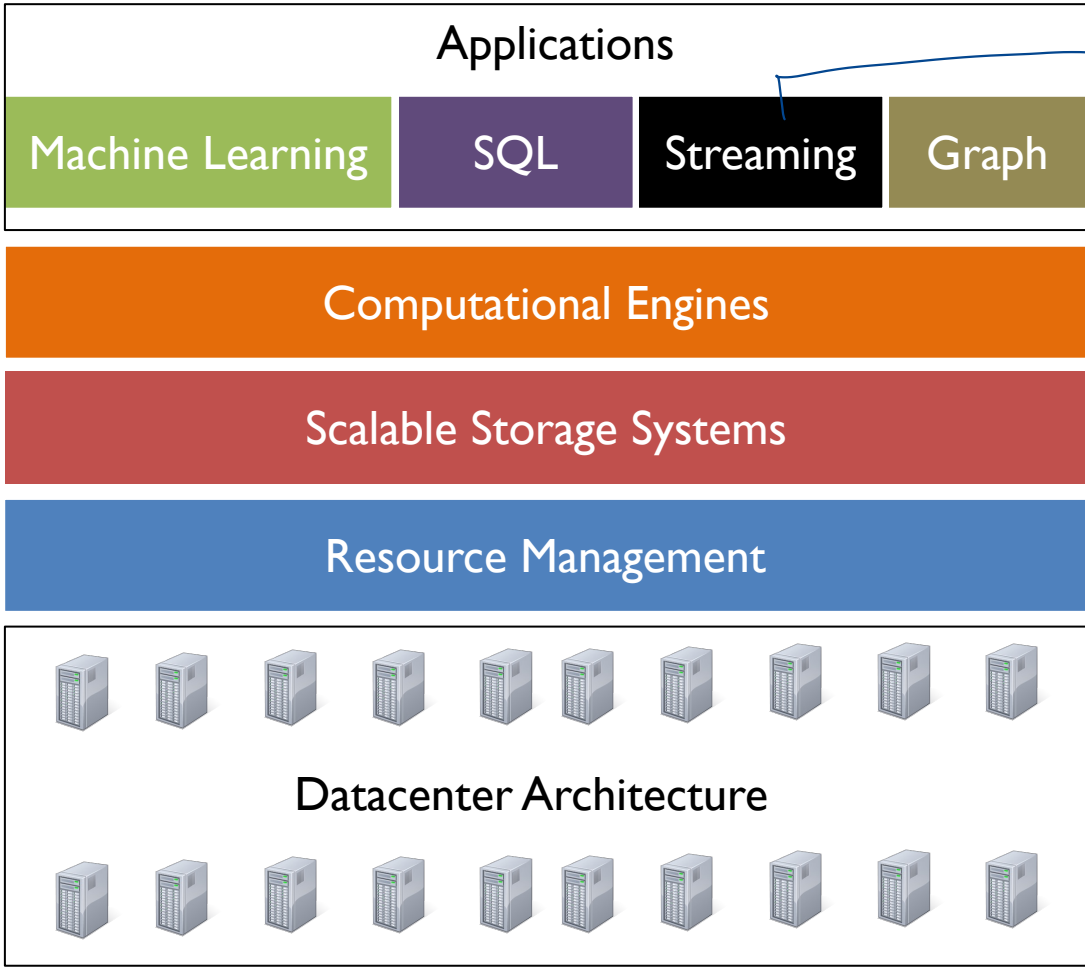 Applications
Machine Learning SQL Streaming Graph
Computational Engines
Scalable Storage Systems
Resource Management
Datacenter Architecture